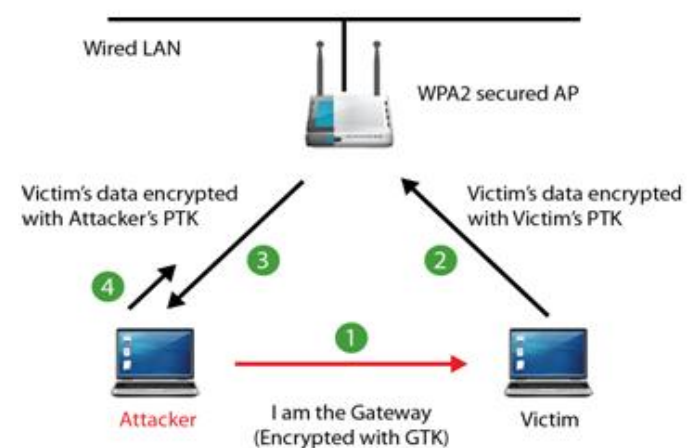 Wired LAN
WPA2 secured AP
Victim's data encrypted
with Attacker's PTK
Victim's data encrypted
with Victim's PTK
3
2
4
1
Attacker
I am the Gateway
(Encrypted with GTK)
Victim